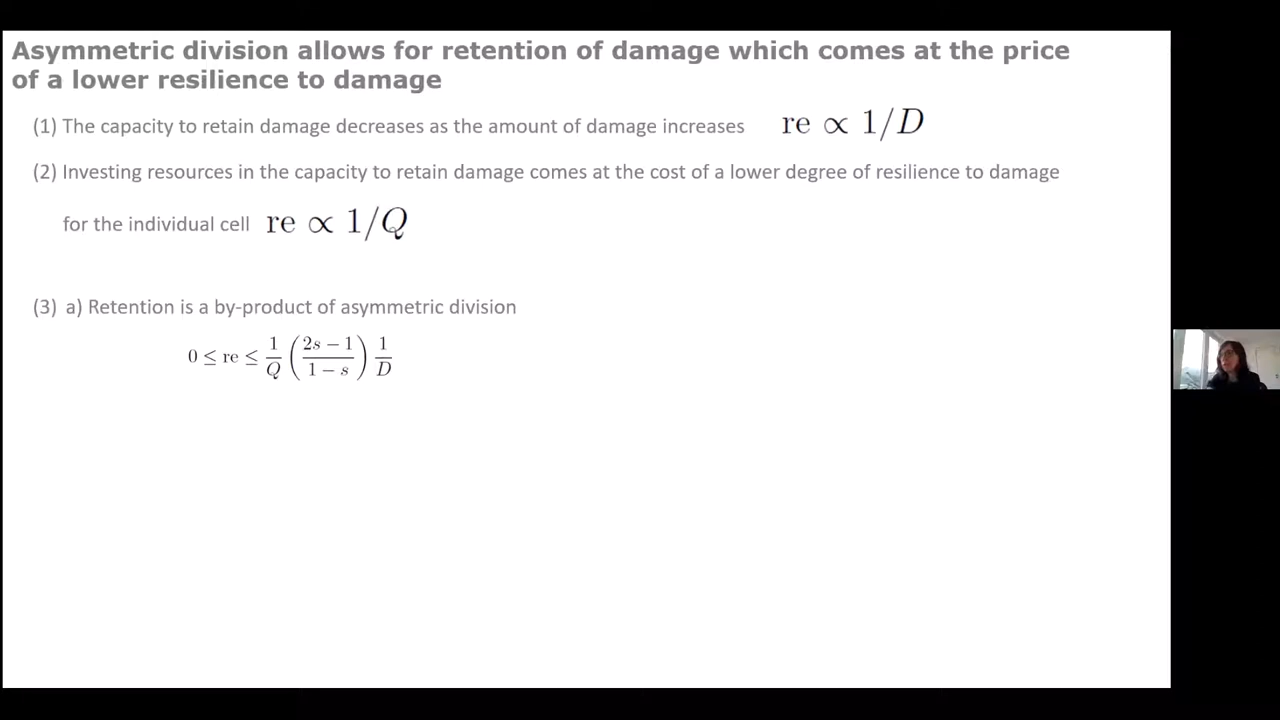 Asymmetric division allows for retention of damage which comes at the price
of a lower resilience to damage
(1) The capacity to retain damage decreases as the amount of damage increases re ∝ 1/D
(2) Investing resources in the capacity to retain damage comes at the cost of a lower degree of resilience to damage
for the individual cell re ∝ 1/Q
(3) a) Retention is a by-product of asymmetric division
0 ≤ re ≤ 1/Q ( (2s − 1)/(1 − s) ) 1/D